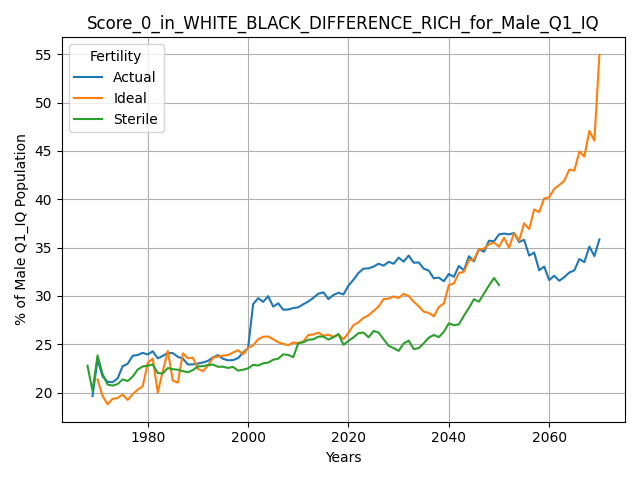 Score_0_in_WHITE_BLACK_DIFFERENCE_RICH_for_Male_Q1_IQ
Fertility
Actual
Ideal
Sterile
% of Male Q1_IQ Population
55
50
45
40
35
30
25
20
1980
2000
2020
2040
2060
Years